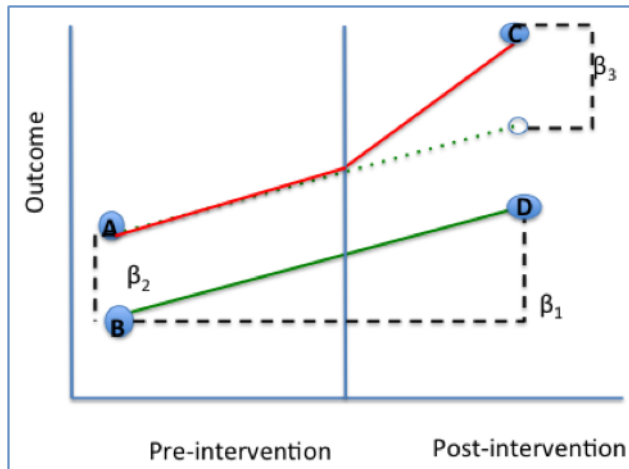 C
β3
Outcome
A
D
β2
B
β1
Pre-intervention
Post-intervention